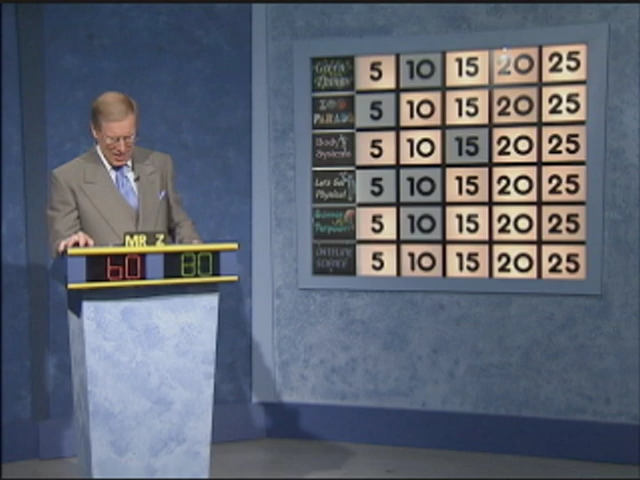 Green Things 5 10 15 20 25
ZOO PARADE 5 10 15 20 25
Body Systems 5 10 15 20 25
Let's Get Physical 5 10 15 20 25
5 10 15 20 25
SCIENCE 5 10 15 20 25
MR Z
60 80